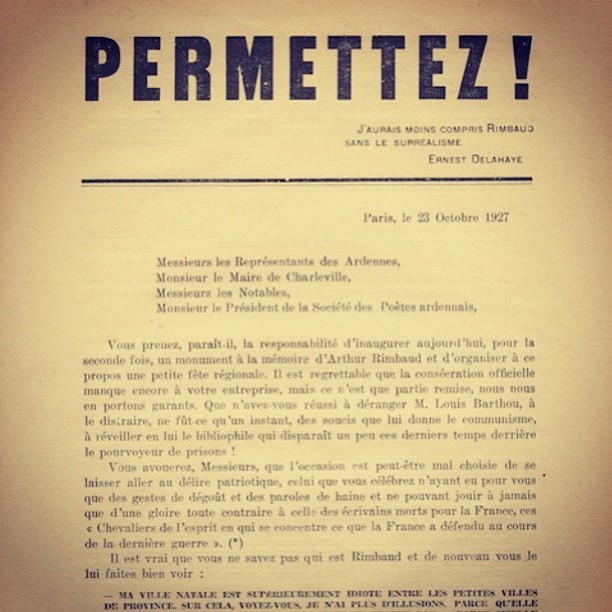 PERMETTEZ !
J'AURAIS MOINS COMPRIS RIMBAUD
SANS LE SURRÉALISME.
ERNEST DELAHAYE
Paris, le 23 Octobre 1927
Messieurs les Représentants des Ardennes,
Monsieur le Maire de Charleville,
Messieurs les Notables,
Monsieur le Président de la Société des Poètes ardennais,
Vous prenez, paraît-il, la responsabilité d'inaugurer aujourd'hui, pour la
seconde fois, un monument à la mémoire d'Arthur Rimbaud et d'organiser à ce
propos une petite fête régionale. Il est regrettable que la consécration officielle
manque encore à votre entreprise, mais ce n'est que partie remise, nous nous
en portons garants. Que n'avez-vous réussi à déranger M. Louis Barthou, à
le distraire, ne fût-ce qu'un instant, des soucis que lui donne le communisme,
à réveiller en lui le bibliophile qui disparaît un peu ces derniers temps derrière
le pourvoyeur de prisons !
Vous avouerez, Messieurs, que l'occasion est peut-être mal choisie de se
laisser aller au délire patriotique, celui que vous célébrez n'ayant eu pour vous
que des gestes de dégoût et des paroles de haine et ne pouvant jouir à jamais
que d'une gloire toute contraire à celle des écrivains morts pour la France, ces
« Chevaliers de l'esprit en qui se concentre ce que la France a défendu au cours
de la dernière guerre ». (*)
Il est vrai que vous ne savez pas qui est Rimbaud et de nouveau vous le
lui faites bien voir :
— MA VILLE NATALE EST SUPÉRIEUREMENT IDIOTE ENTRE LES PETITES VILLES
DE PROVINCE. SUR CELA, VOYEZ-VOUS, JE N'AI PLUS D'ILLUSIONS. PARCE QUELLE